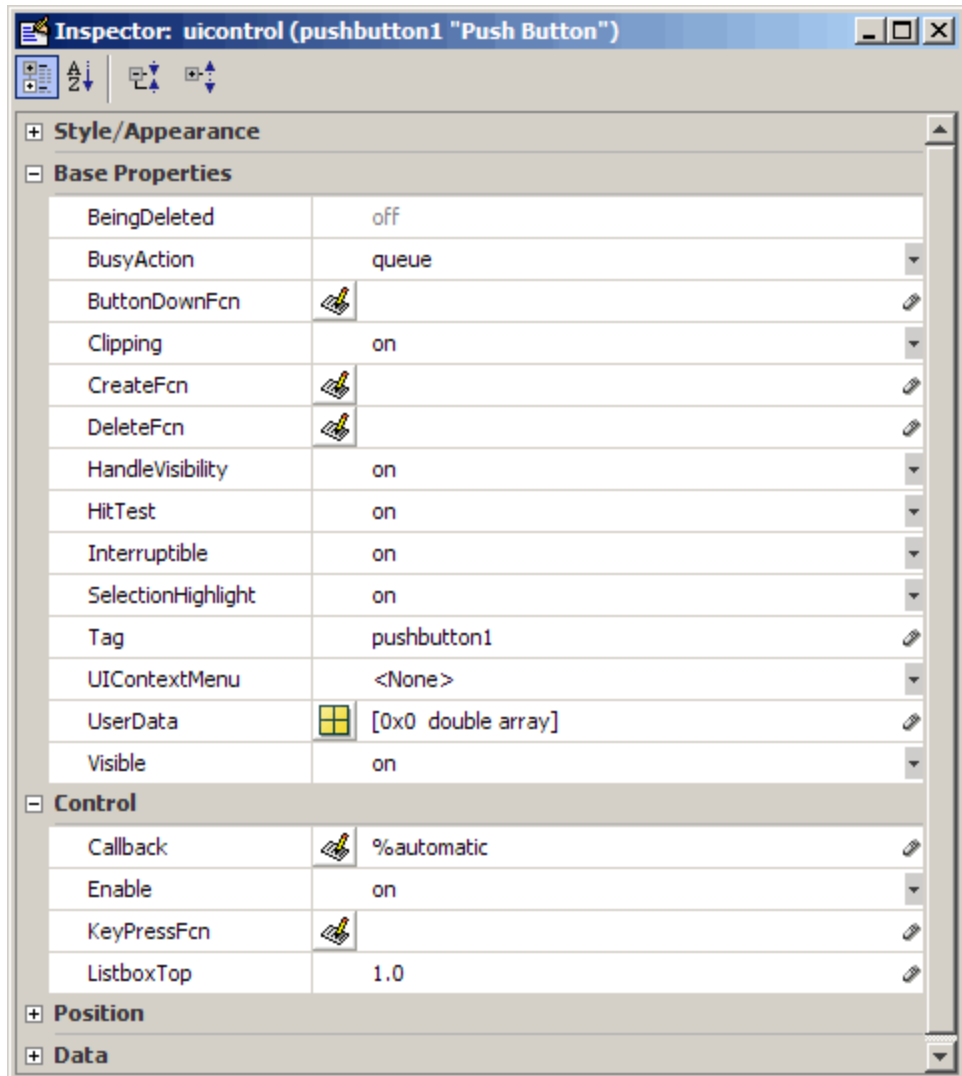 Inspector: uicontrol (pushbutton1 "Push Button")
A
Z
Style/Appearance
Base Properties
BeingDeleted off
BusyAction queue
ButtonDownFcn
Clipping on
CreateFcn
DeleteFcn
HandleVisibility on
HitTest on
Interruptible on
SelectionHighlight on
Tag pushbutton1
UIContextMenu <None>
UserData [0x0 double array]
Visible on
Control
Callback %automatic
Enable on
KeyPressFcn
ListboxTop 1.0
Position
Data